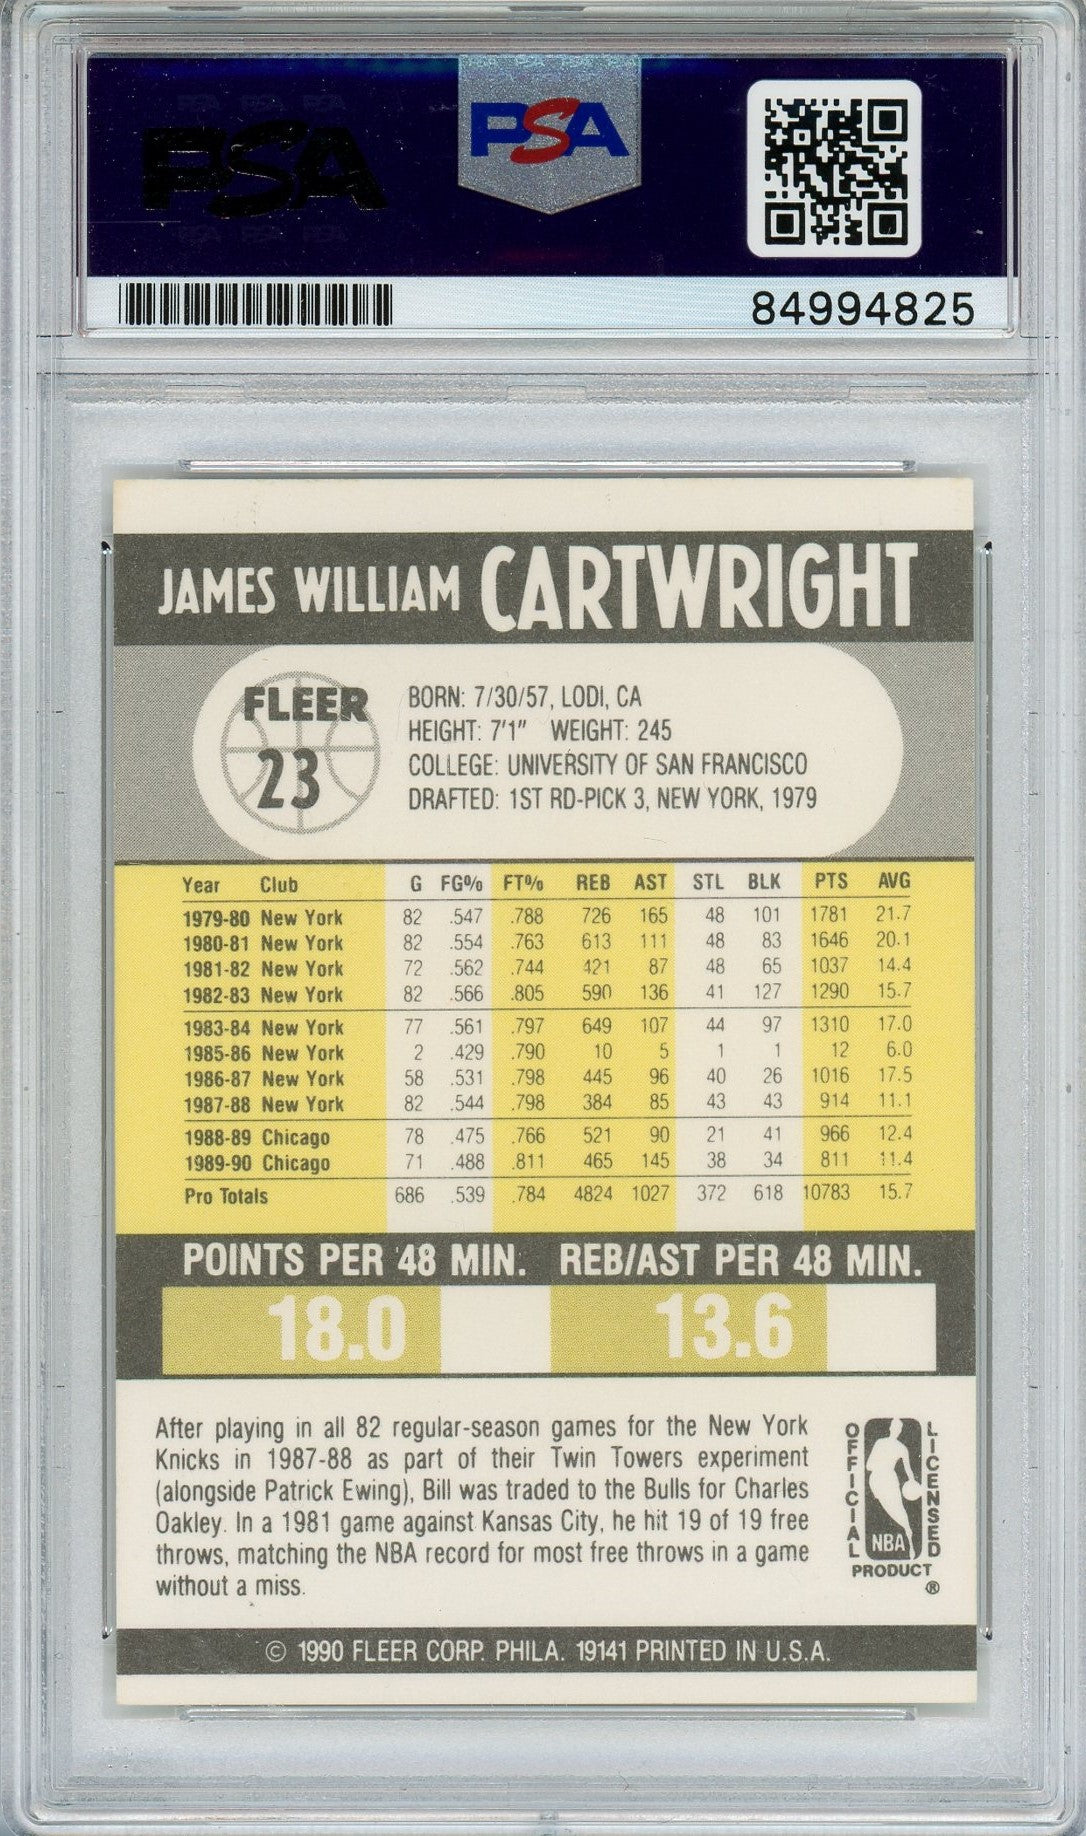 PSA
PSA
84994825
JAMES WILLIAM CARTWRIGHT
FLEER
23
BORN: 7/30/57, LODI, CA
HEIGHT: 7'1" WEIGHT: 245
COLLEGE: UNIVERSITY OF SAN FRANCISCO
DRAFTED: 1ST RD-PICK 3, NEW YORK, 1979
Year Club G FG% FT% REB AST STL BLK PTS AVG
1979-80 New York 82 .547 .788 726 165 48 101 1781 21.7
1980-81 New York 82 .554 .763 613 111 48 83 1646 20.1
1981-82 New York 72 .562 .744 421 87 48 65 1037 14.4
1982-83 New York 82 .566 .805 590 136 41 127 1290 15.7
1983-84 New York 77 .561 .797 649 107 44 97 1310 17.0
1985-86 New York 2 .429 .790 10 5 1 1 12 6.0
1986-87 New York 58 .531 .798 445 96 40 26 1016 17.5
1987-88 New York 82 .544 .798 384 85 43 43 914 11.1
1988-89 Chicago 78 .475 .766 521 90 21 41 966 12.4
1989-90 Chicago 71 .488 .811 465 145 38 34 811 11.4
Pro Totals 686 .539 .784 4824 1027 372 618 10783 15.7
POINTS PER 48 MIN. REB/AST PER 48 MIN.
18.0 13.6
After playing in all 82 regular-season games for the New York
Knicks in 1987-88 as part of their Twin Towers experiment
(alongside Patrick Ewing), Bill was traded to the Bulls for Charles
Oakley. In a 1981 game against Kansas City, he hit 19 of 19 free
throws, matching the NBA record for most free throws in a game
without a miss.
OFFICIAL
NBA
LICENSED
PRODUCT
®
© 1990 FLEER CORP. PHILA. 19141 PRINTED IN U.S.A.